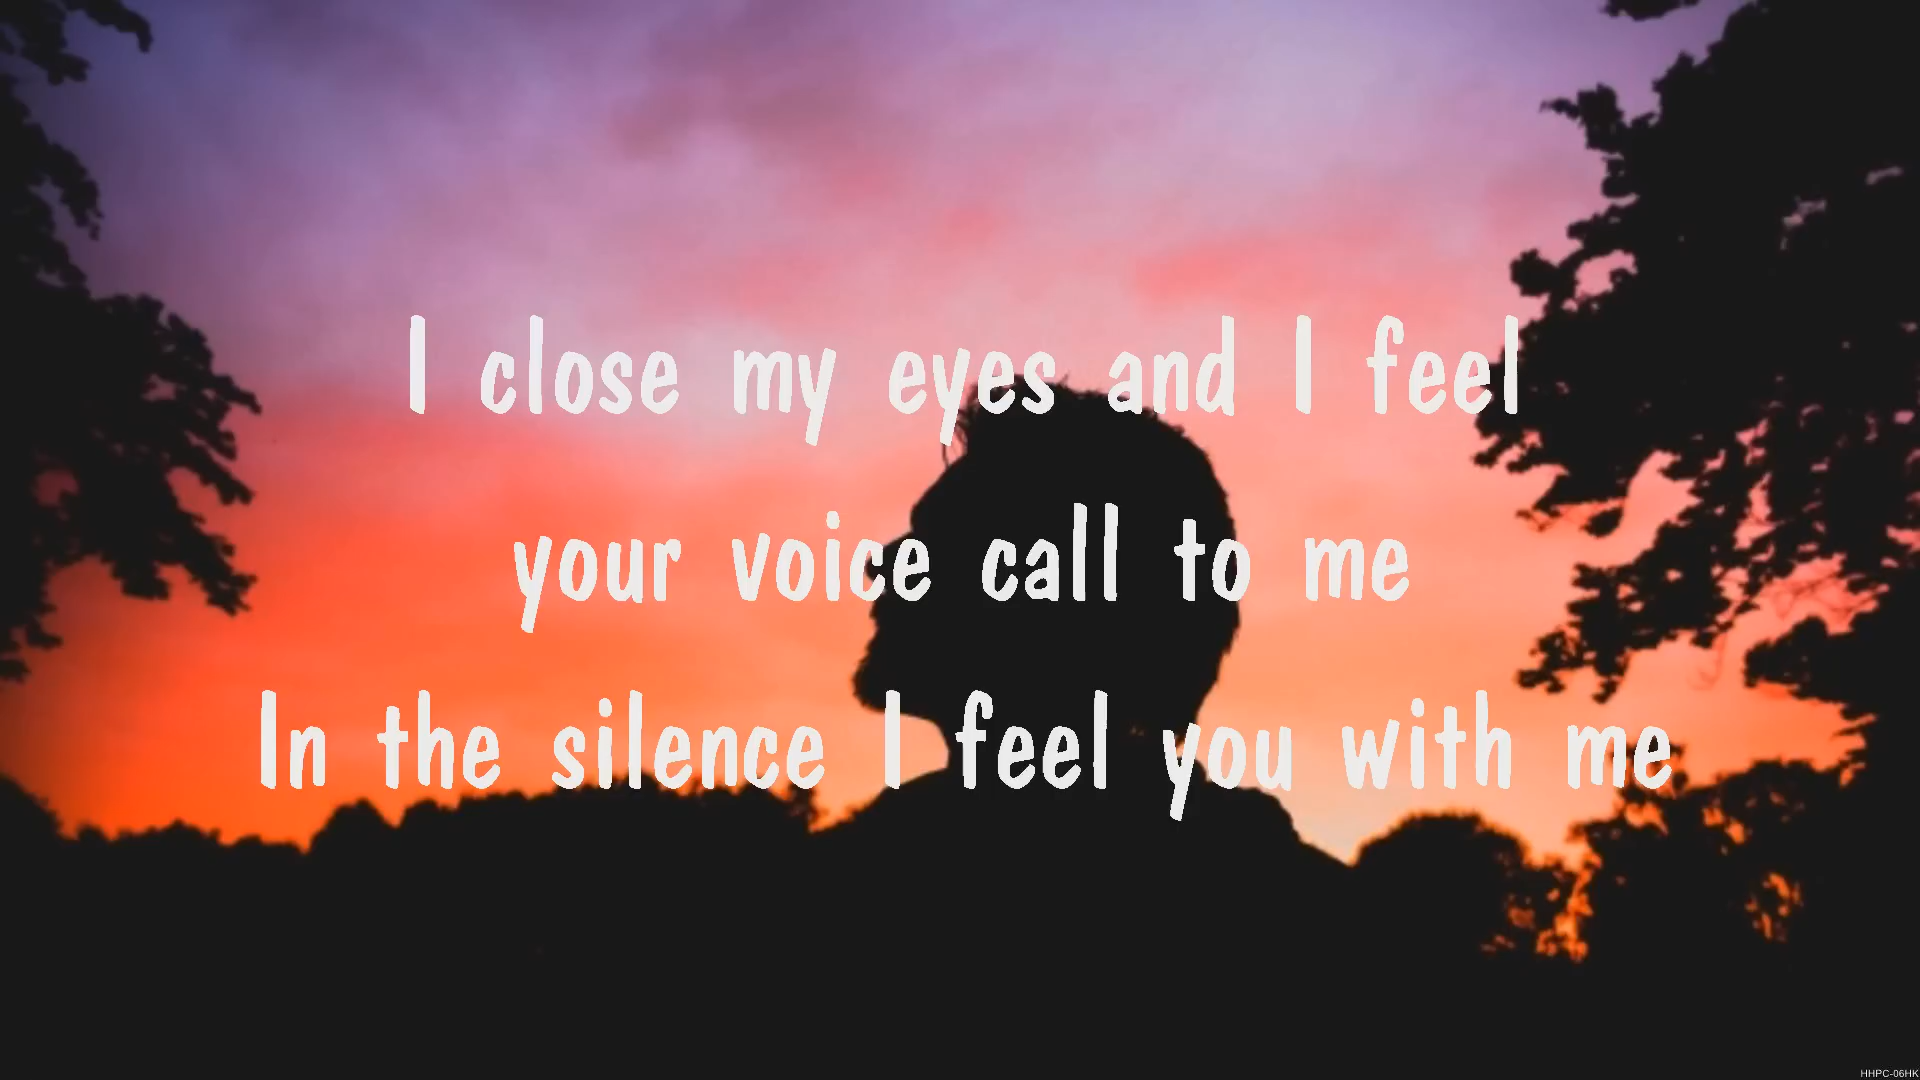 I close my eyes and I feel
your voice call to me
In the silence I feel you with me
HHPC-06HK